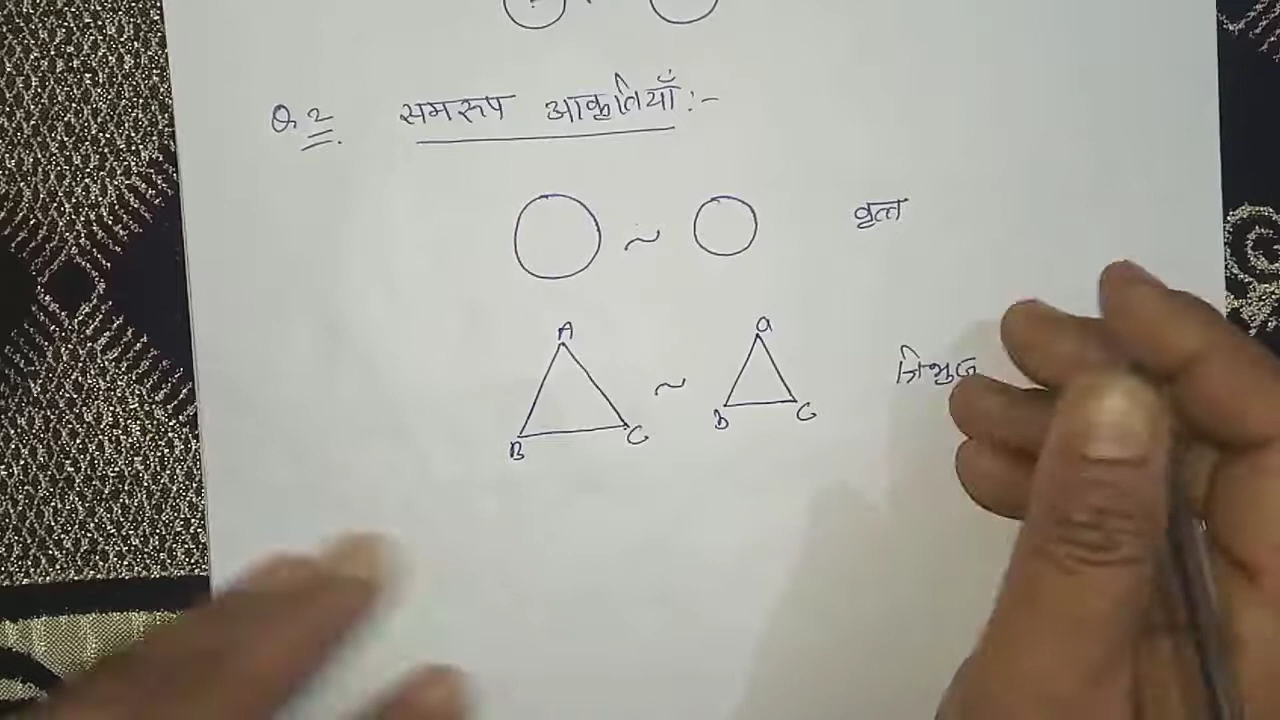 Q.2. समरूप आकृतियाँ :-
~ वृत्त
A a
~ त्रिभुज
B C b C